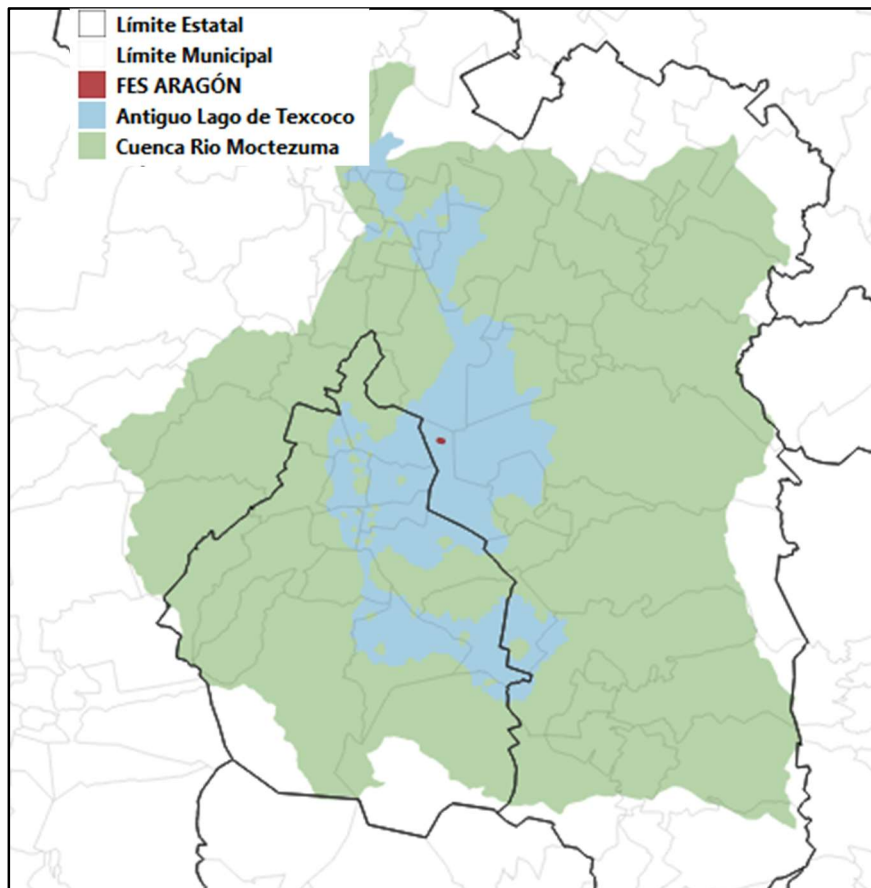 Límite Estatal
Límite Municipal
FES ARAGÓN
Antiguo Lago de Texcoco
Cuenca Rio Moctezuma